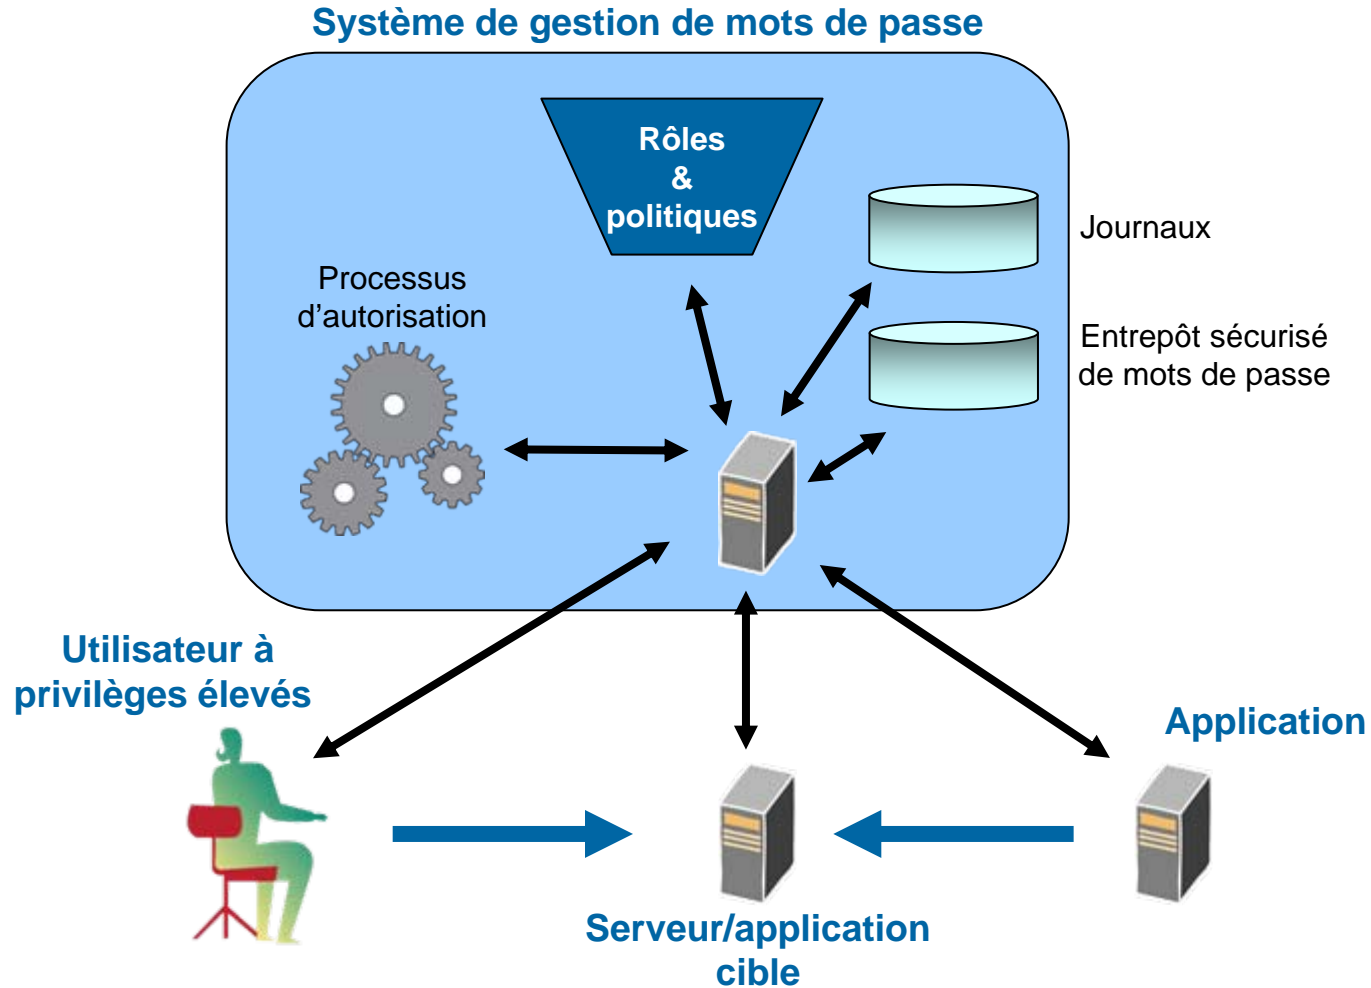 Système de gestion de mots de passe
Rôles
&
politiques
Journaux
Processus
d’autorisation
Entrepôt sécurisé
de mots de passe
Utilisateur à
privilèges élevés
Application
Serveur/application
cible